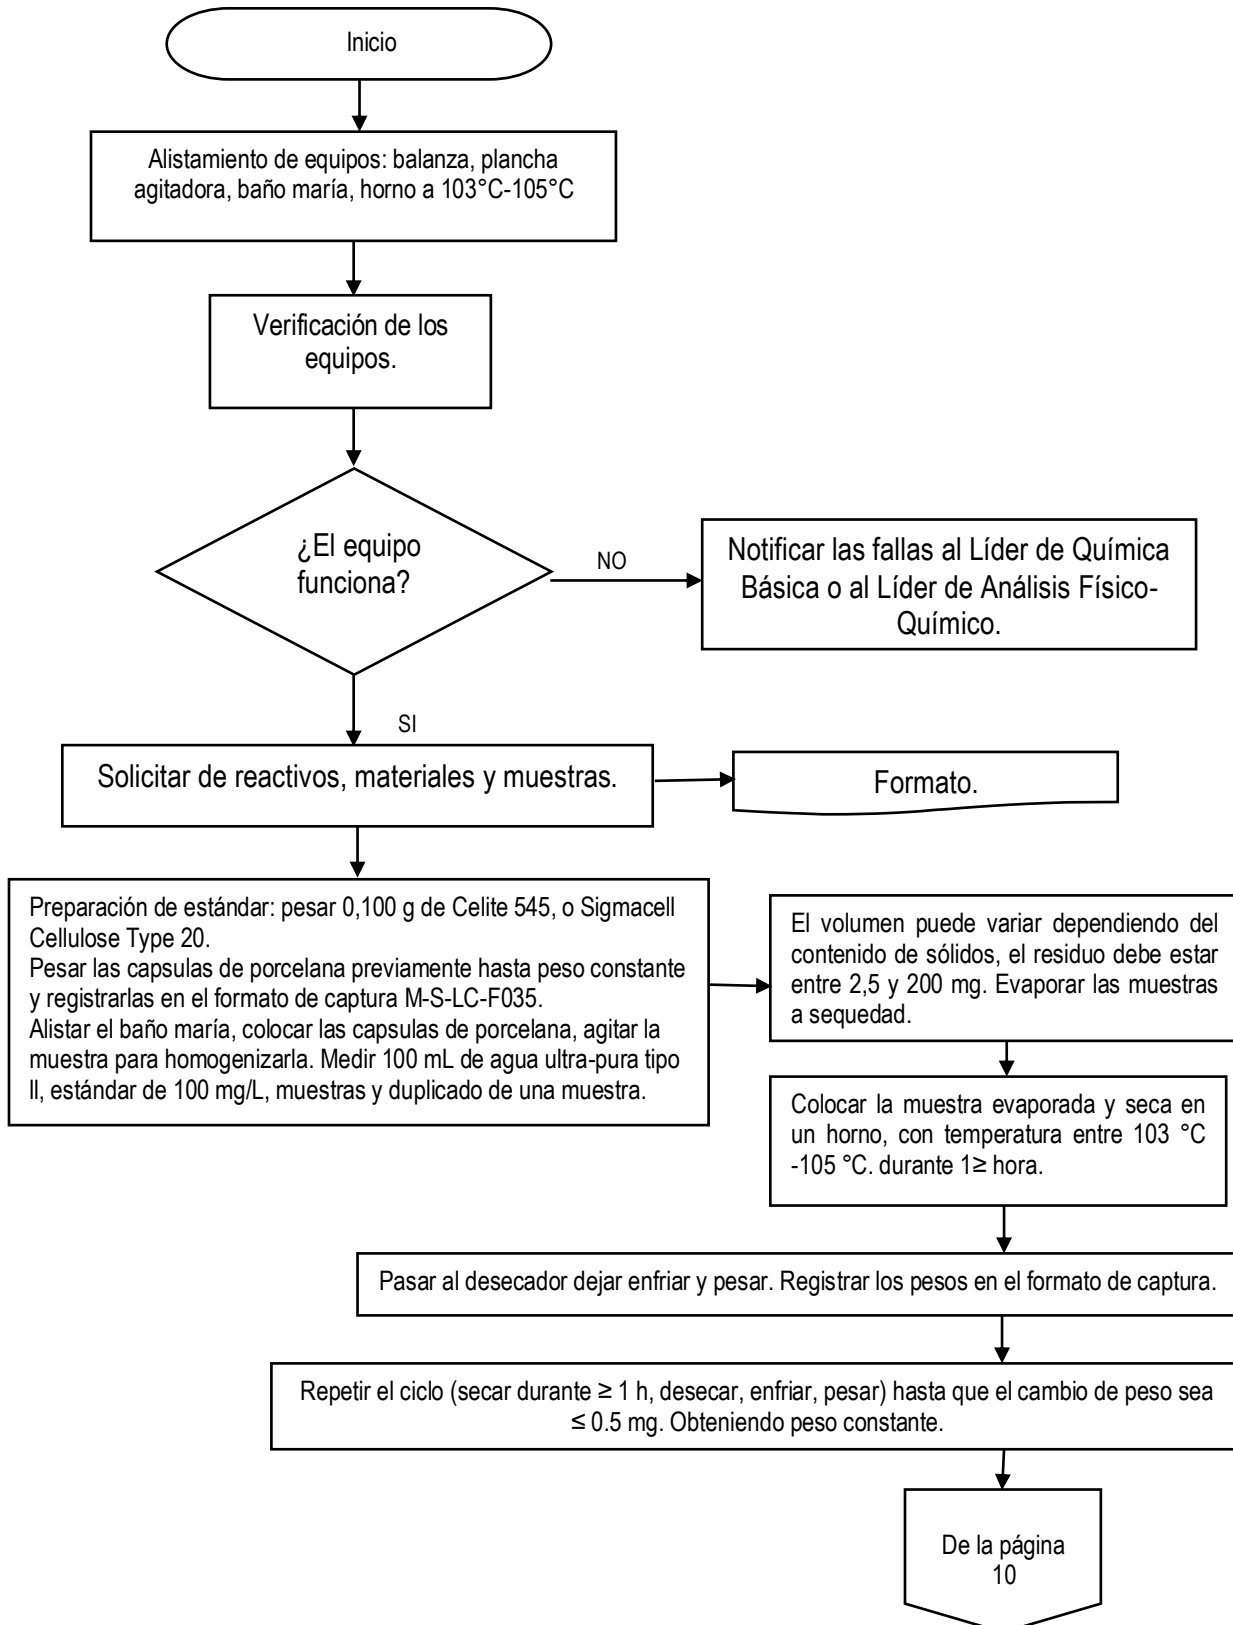 Inicio
Alistamiento de equipos: balanza, plancha
agitadora, baño maría, horno a 103°C-105°C
Verificación de los
equipos.
¿El equipo
funciona?
NO
Notificar las fallas al Líder de Química
Básica o al Líder de Análisis Físico-
Químico.
SI
Solicitar de reactivos, materiales y muestras.
Formato.
Preparación de estándar: pesar 0,100 g de Celite 545, o Sigmacell
Cellulose Type 20.
Pesar las capsulas de porcelana previamente hasta peso constante
y registrarlas en el formato de captura M-S-LC-F035.
Alistar el baño maría, colocar las capsulas de porcelana, agitar la
muestra para homogenizarla. Medir 100 mL de agua ultra-pura tipo
II, estándar de 100 mg/L, muestras y duplicado de una muestra.
El volumen puede variar dependiendo del
contenido de sólidos, el residuo debe estar
entre 2,5 y 200 mg. Evaporar las muestras
a sequedad.
Colocar la muestra evaporada y seca en
un horno, con temperatura entre 103 °C
-105 °C. durante 1≥ hora.
Pasar al desecador dejar enfriar y pesar. Registrar los pesos en el formato de captura.
Repetir el ciclo (secar durante ≥ 1 h, desecar, enfriar, pesar) hasta que el cambio de peso sea
≤ 0.5 mg. Obteniendo peso constante.
De la página
10